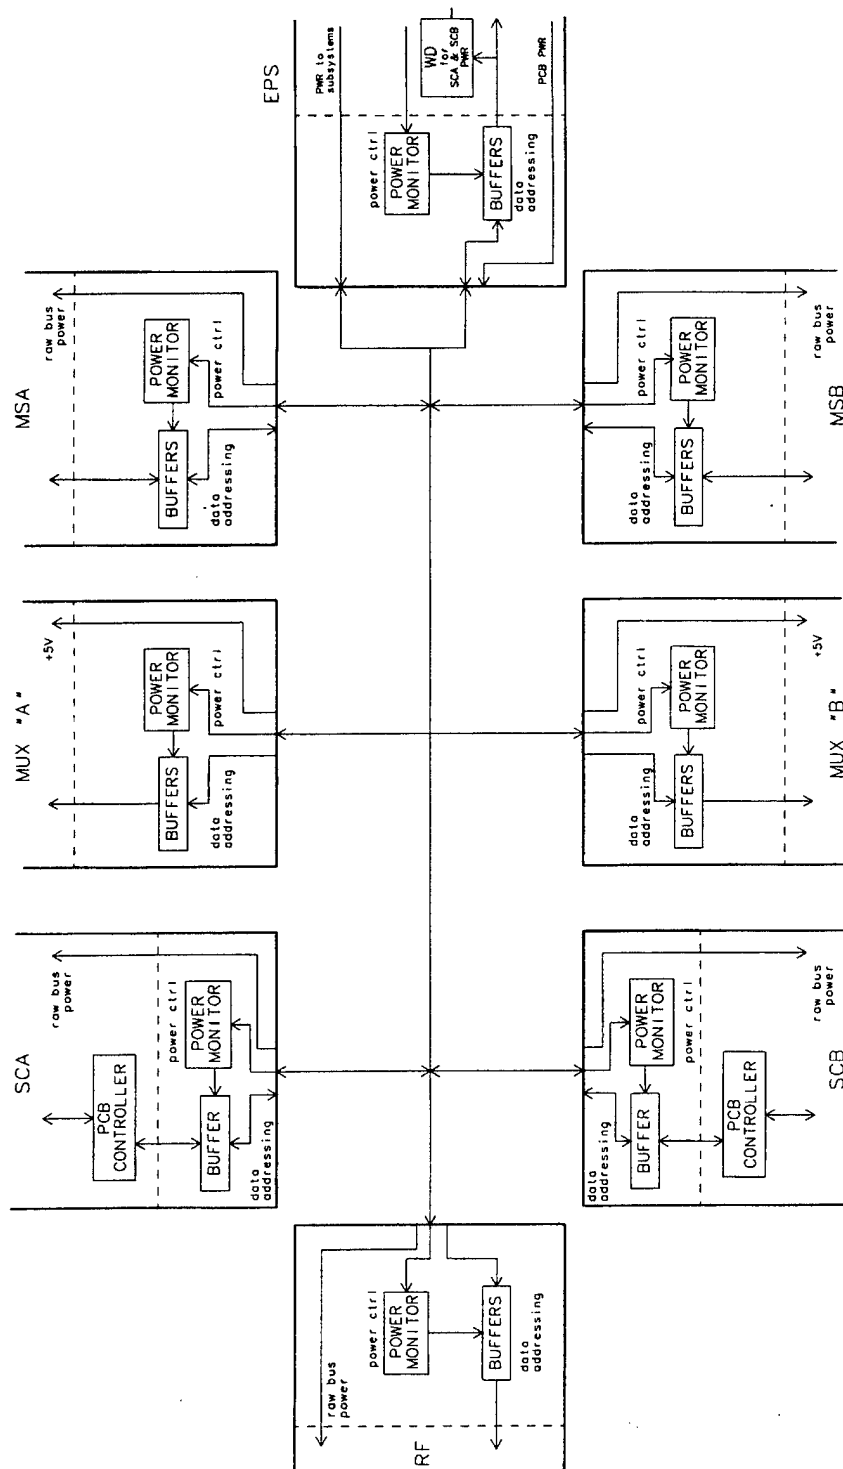 EPS
PWR to
subsystems
WD
for
SCA & SCB
PWR
PCB PWR
power ctrl
POWER
MONITOR
BUFFERS
data
addressing
MSA
raw bus
power
POWER
MONITOR
power ctrl
BUFFERS
data
addressing
MSB
raw bus
power
POWER
MONITOR
power ctrl
BUFFERS
data
addressing
MUX "A"
+5V
POWER
MONITOR
power ctrl
BUFFERS
data
addressing
MUX "B"
+5V
POWER
MONITOR
power ctrl
BUFFERS
data
addressing
SCA
raw bus
power
PCB
CONTROLLER
POWER
MONITOR
power ctrl
BUFFER
data
addressing
SCB
raw bus
power
PCB
CONTROLLER
POWER
MONITOR
power ctrl
BUFFER
data
addressing
RF
raw bus
power
power ctrl
POWER
MONITOR
BUFFERS
data
addressing